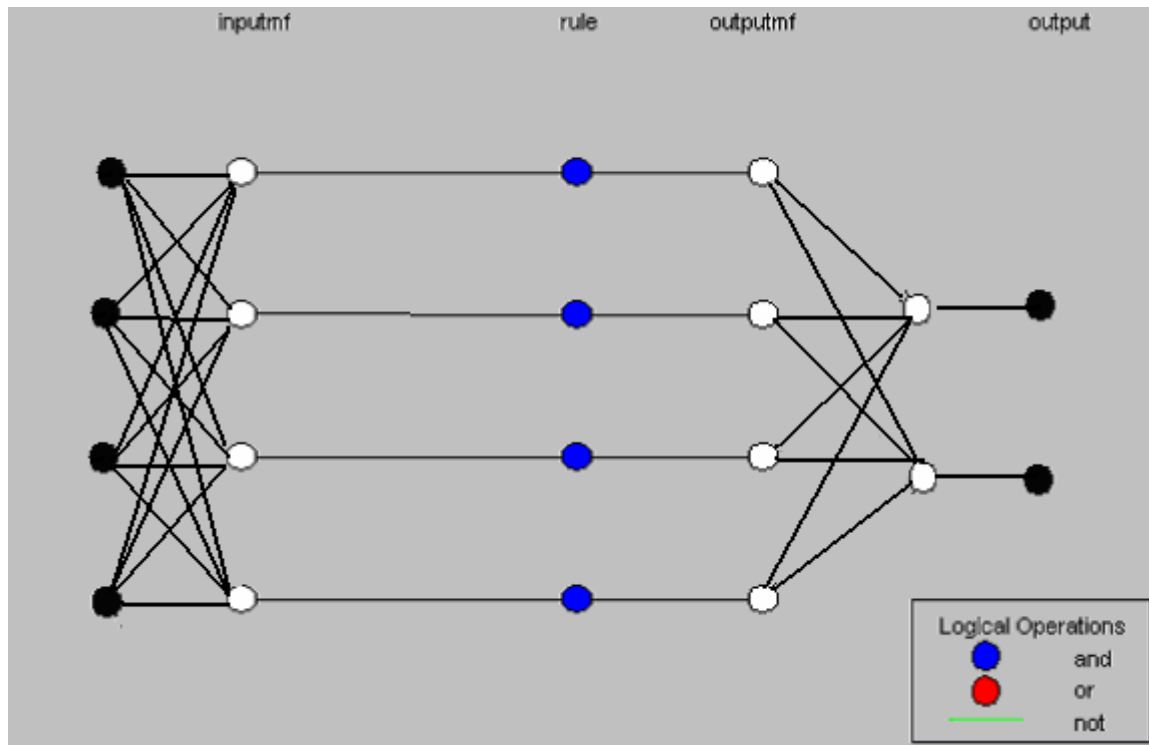 inputmf rule outputmf output
Logical Operations
and
or
not